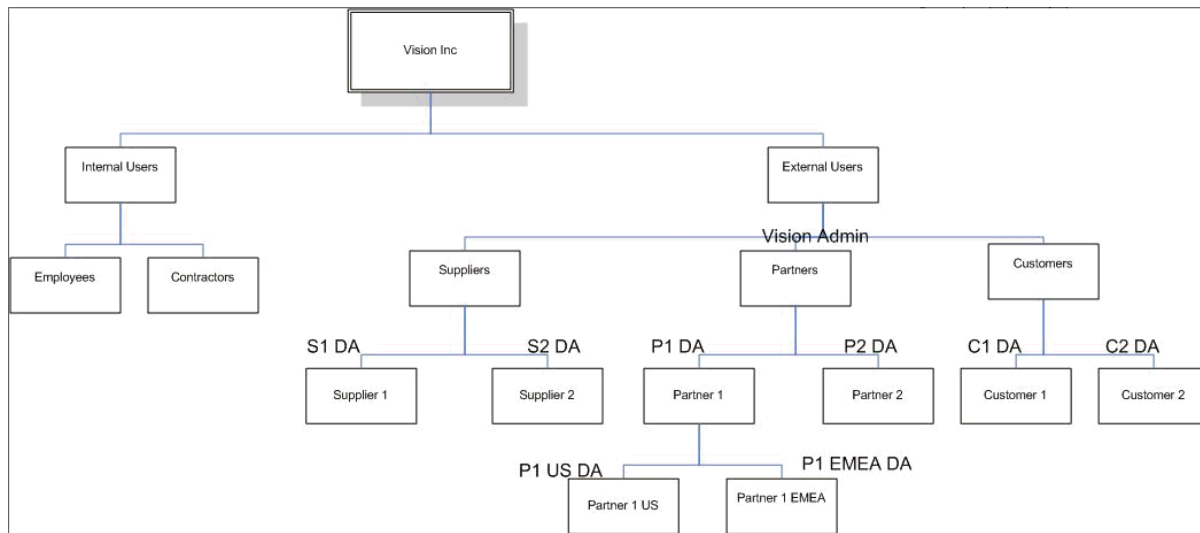 Vision Inc
Internal Users
External Users
Vision Admin
Employees
Contractors
Suppliers
Partners
Customers
S1 DA
S2 DA
P1 DA
P2 DA
C1 DA
C2 DA
Supplier 1
Supplier 2
Partner 1
Partner 2
Customer 1
Customer 2
P1 US DA
P1 EMEA DA
Partner 1 US
Partner 1 EMEA